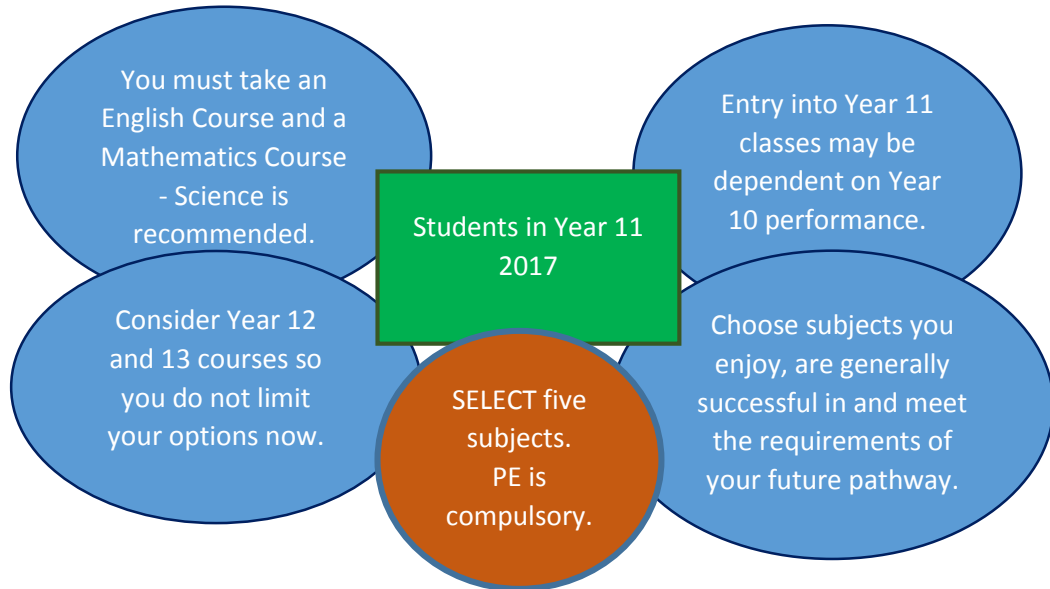 You must take an
English Course and a
Mathematics Course
- Science is
recommended.
Entry into Year 11
classes may be
dependent on Year
10 performance.
Students in Year 11
2017
Consider Year 12
and 13 courses so
you do not limit
your options now.
SELECT five
subjects.
PE is
compulsory.
Choose subjects you
enjoy, are generally
successful in and meet
the requirements of
your future pathway.